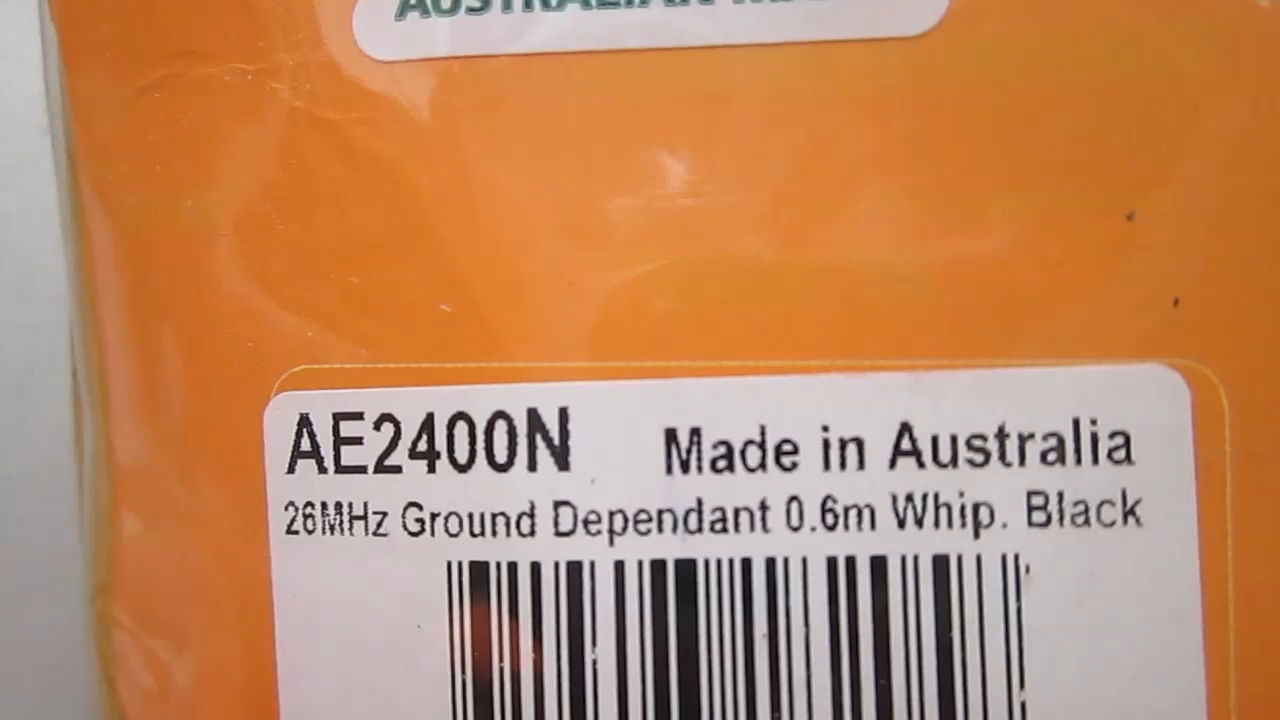 AUSTRALIAN
AE2400N Made in Australia
26MHz Ground Dependant 0.6m Whip. Black